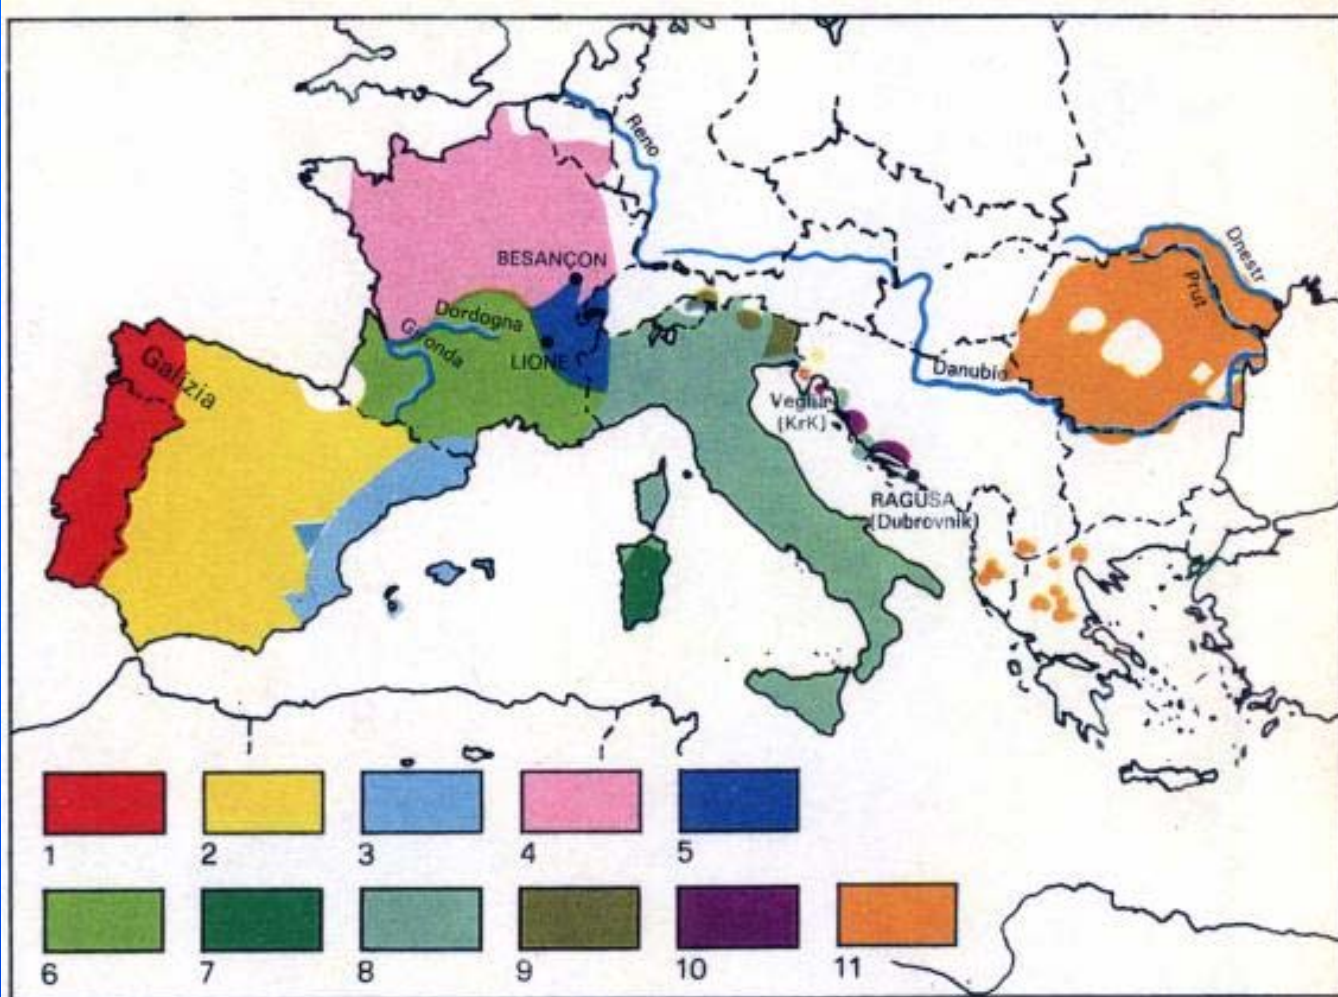 Reno
BESANÇON
Dnestr
Prut
Dordogna
Gironda
LIONE
Galizia
Danubio
Veglia
(KrK)
RAGUSA
(Dubrovnik)
1 2 3 4 5
6 7 8 9 10 11